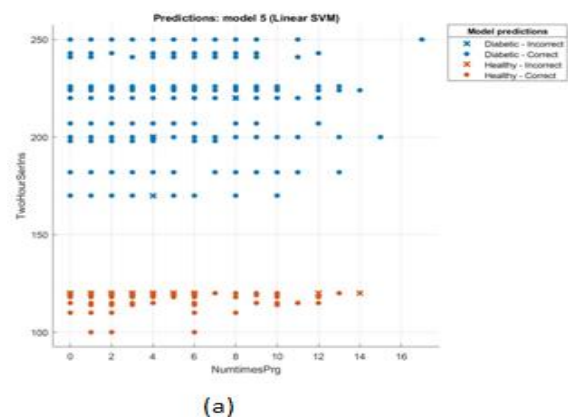 Predictions: model 5 (Linear SVM)
Model predictions
Diabetic - Incorrect
Diabetic - Correct
Healthy - Incorrect
Healthy - Correct
250
200
150
100
TwoHourSerIns
0 2 4 6 8 10 12 14 16
NumtimesPrg
(a)